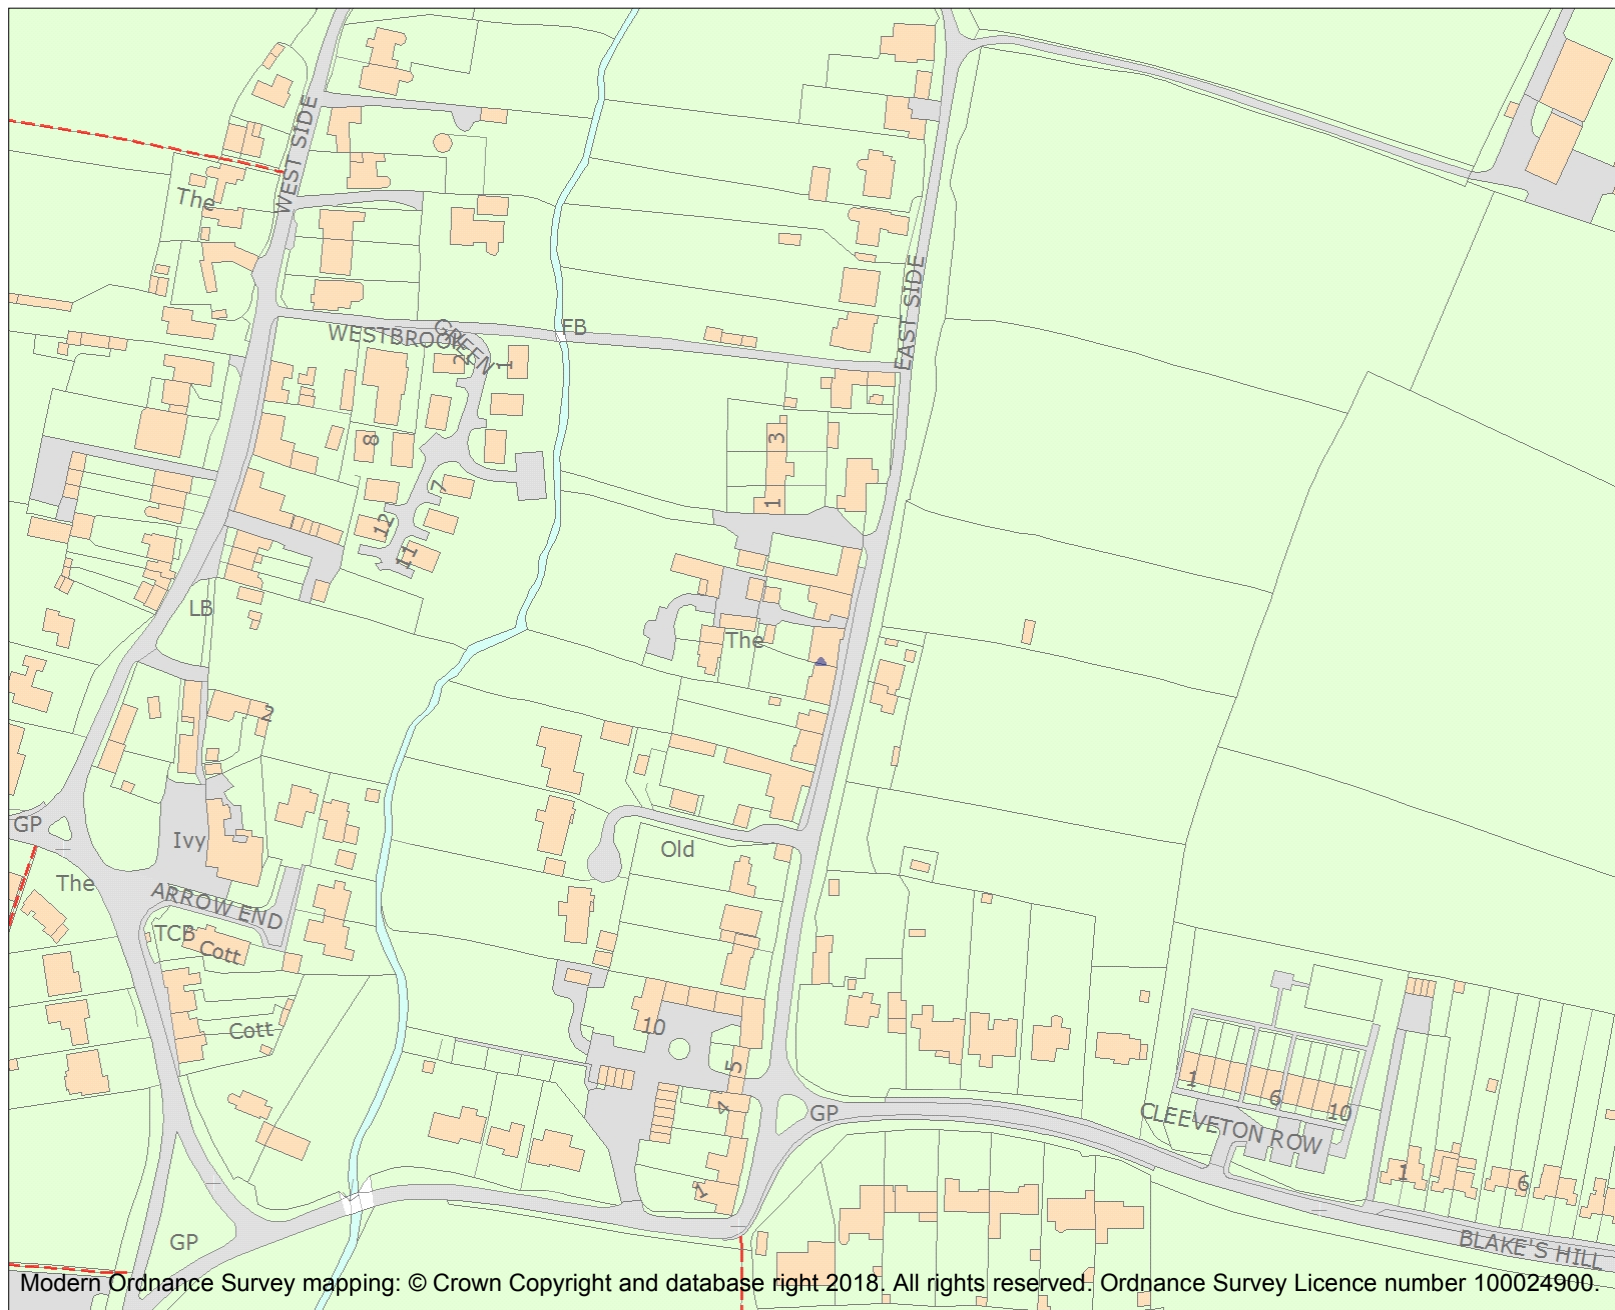 WEST SIDE
The
EAST SIDE
FB
WESTBROOK GREEN
2
1
3
8
1
7
12
11
LB
The
2
GP
Ivy
Old
The
ARROW END
TCB
Cott
10
Cott
5
1
6
4
GP
10
CLEEVETON ROW
1
6
1
GP
BLAKE'S HILL
Modern Ordnance Survey mapping: © Crown Copyright and database right 2018. All rights reserved. Ordnance Survey Licence number 100024900.